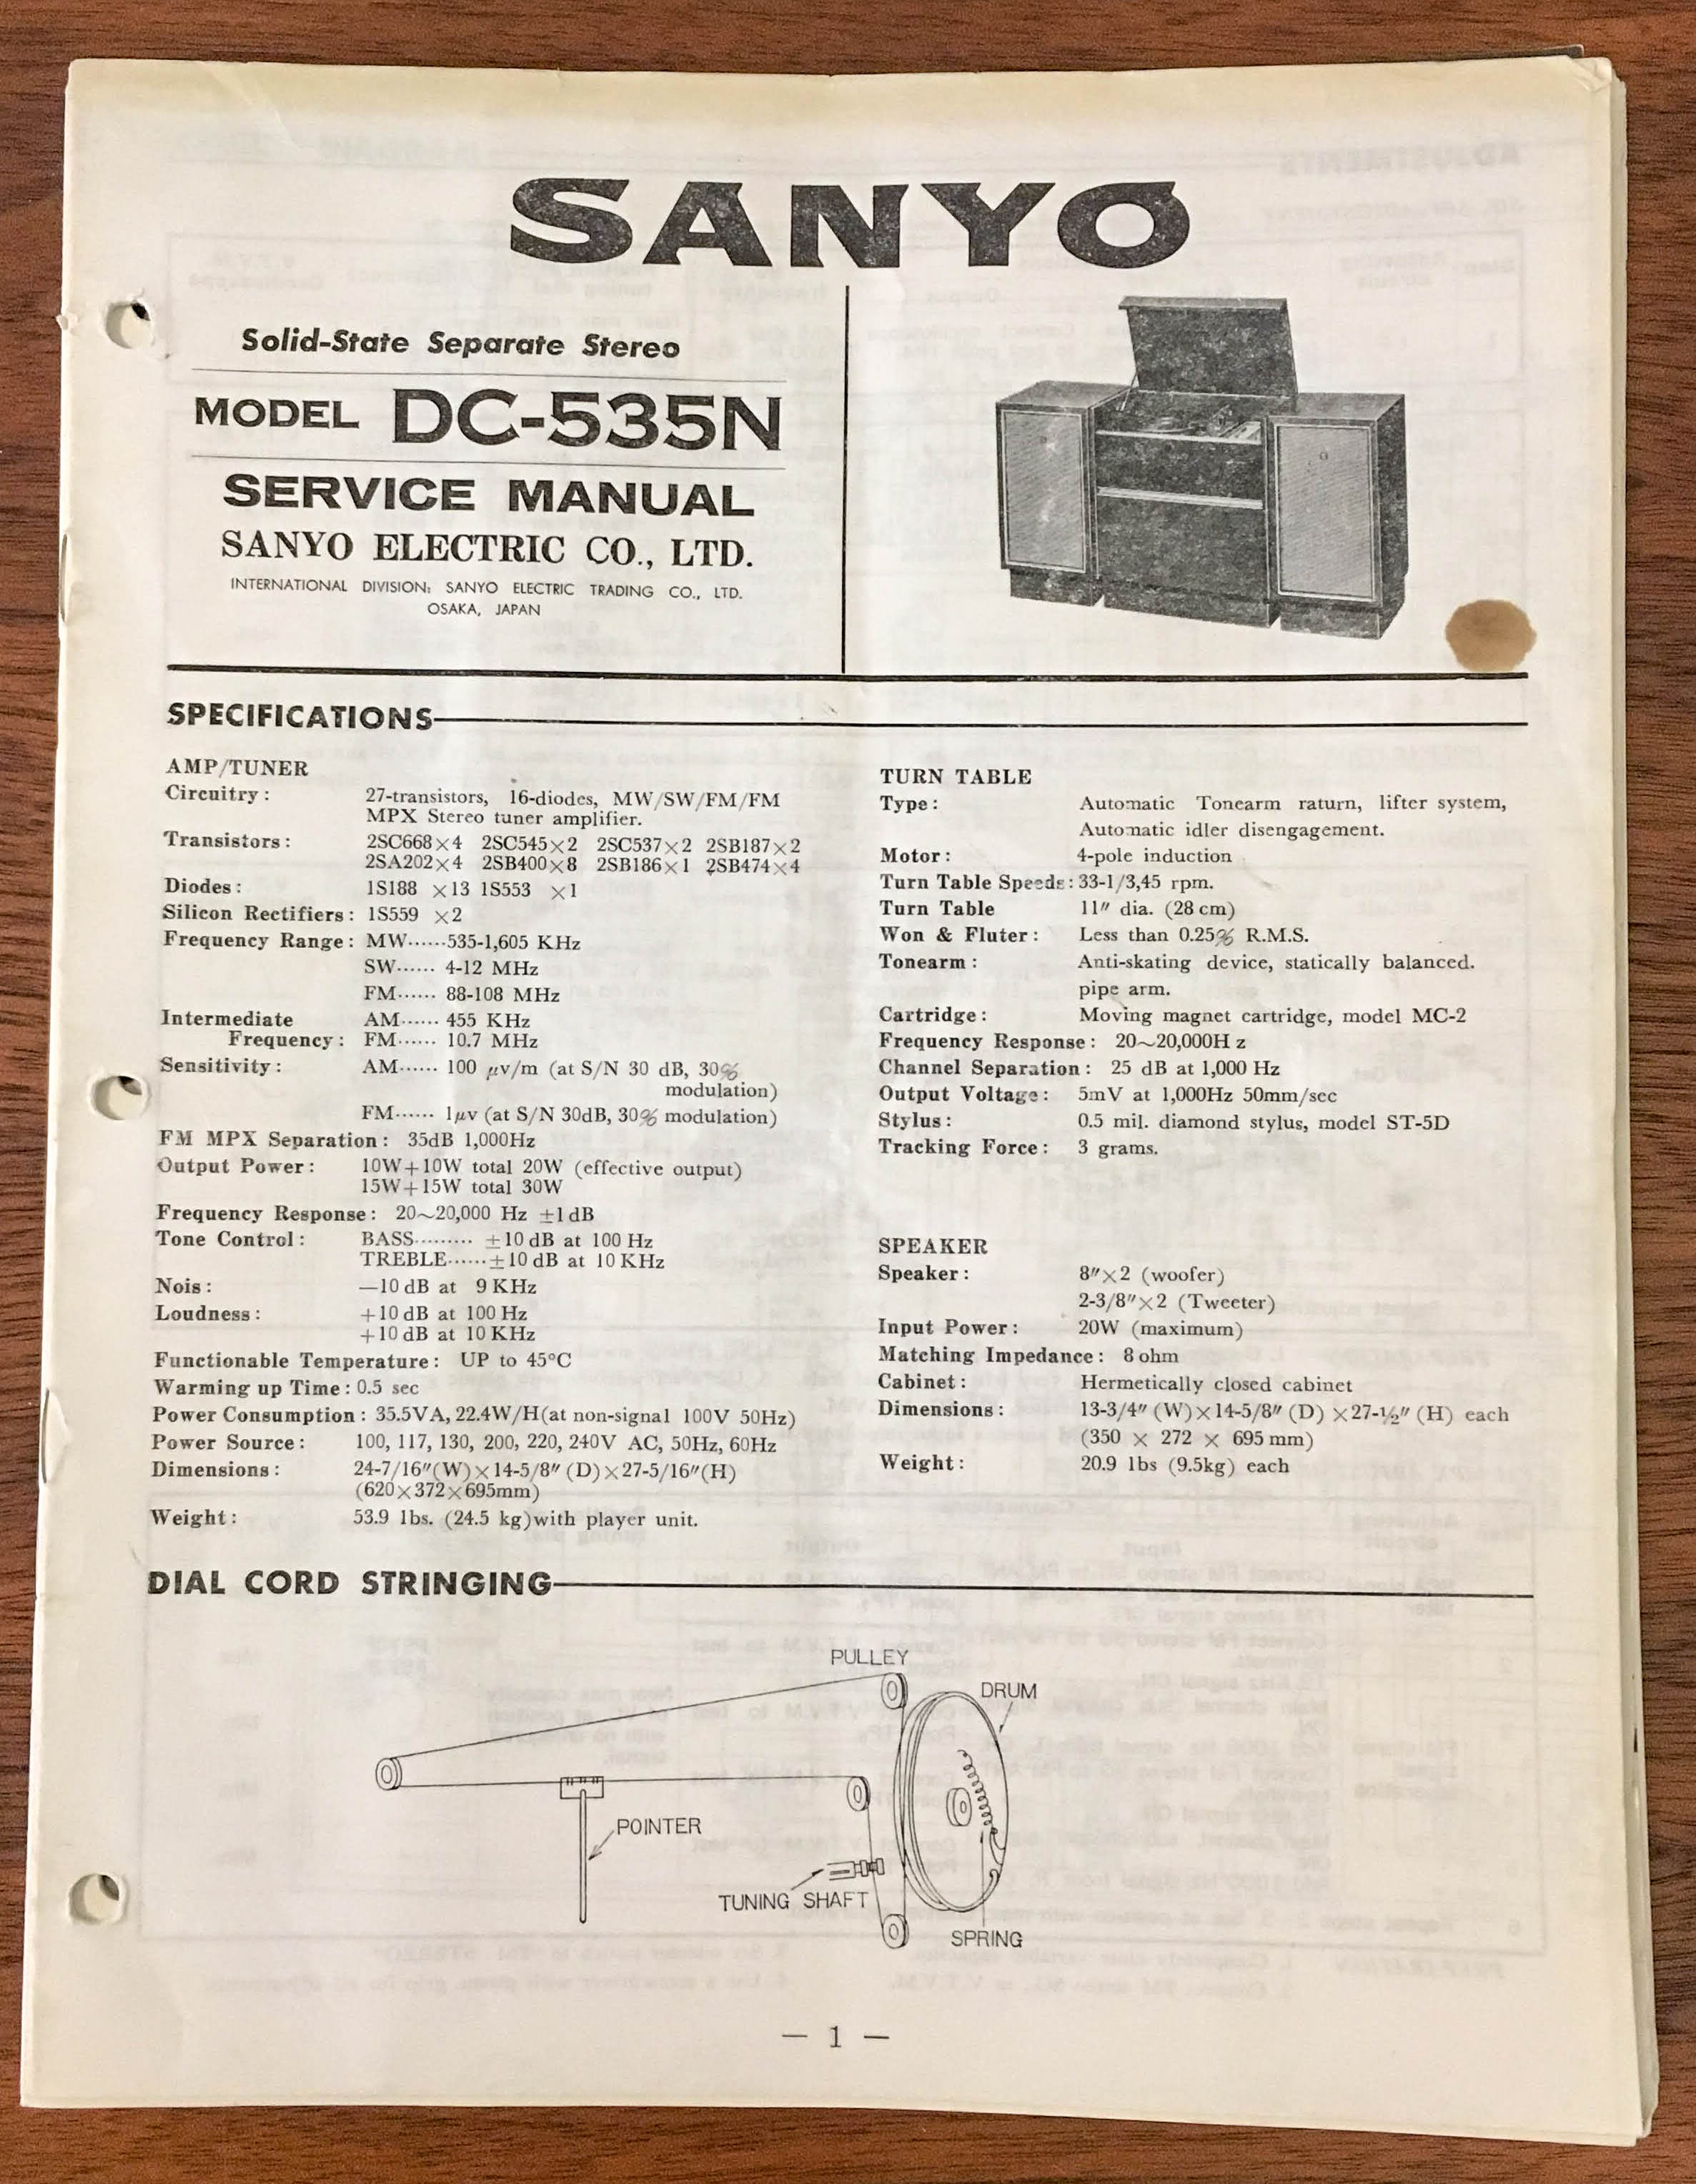 SANYO
Solid-State Separate Stereo
MODEL DC-535N
SERVICE MANUAL
SANYO ELECTRIC CO., LTD.
INTERNATIONAL DIVISION: SANYO ELECTRIC TRADING CO., LTD.
OSAKA, JAPAN
SPECIFICATIONS
AMP/TUNER
Circuitry: 27-transistors, 16-diodes, MW/SW/FM/FM
MPX Stereo tuner amplifier.
Transistors: 2SC668×4 2SC545×2 2SC537×2 2SB187×2
2SA202×4 2SB400×8 2SB186×1 2SB474×4
Diodes: 1S188 ×13 1S553 ×1
Silicon Rectifiers: 1S559 ×2
Frequency Range: MW······535-1,605 KHz
SW······ 4-12 MHz
FM······ 88-108 MHz
Intermediate AM······ 455 KHz
Frequency: FM······ 10.7 MHz
Sensitivity: AM······ 100 μv/m (at S/N 30 dB, 30%
modulation)
FM······ 1μv (at S/N 30dB, 30% modulation)
FM MPX Separation: 35dB 1,000Hz
Output Power: 10W+10W total 20W (effective output)
15W+15W total 30W
Frequency Response: 20~20,000 Hz ±1dB
Tone Control: BASS········· ±10 dB at 100 Hz
TREBLE······±10 dB at 10 KHz
Nois: —10 dB at 9 KHz
Loudness: +10 dB at 100 Hz
+10 dB at 10 KHz
Functionable Temperature: UP to 45°C
Warming up Time: 0.5 sec
Power Consumption: 35.5VA, 22.4W/H(at non-signal 100V 50Hz)
Power Source: 100, 117, 130, 200, 220, 240V AC, 50Hz, 60Hz
Dimensions: 24-7/16″(W)×14-5/8″ (D)×27-5/16″(H)
(620×372×695mm)
Weight: 53.9 lbs. (24.5 kg)with player unit.
TURN TABLE
Type: Automatic Tonearm raturn, lifter system,
Automatic idler disengagement.
Motor: 4-pole induction
Turn Table Speeds: 33-1/3,45 rpm.
Turn Table 11″ dia. (28 cm)
Won & Fluter: Less than 0.25% R.M.S.
Tonearm: Anti-skating device, statically balanced.
pipe arm.
Cartridge: Moving magnet cartridge, model MC-2
Frequency Response: 20~20,000H z
Channel Separation: 25 dB at 1,000 Hz
Output Voltage: 5mV at 1,000Hz 50mm/sec
Stylus: 0.5 mil. diamond stylus, model ST-5D
Tracking Force: 3 grams.
SPEAKER
Speaker: 8″×2 (woofer)
2-3/8″×2 (Tweeter)
Input Power: 20W (maximum)
Matching Impedance: 8 ohm
Cabinet: Hermetically closed cabinet
Dimensions: 13-3/4″ (W)×14-5/8″ (D) ×27-½″ (H) each
(350 × 272 × 695 mm)
Weight: 20.9 lbs (9.5kg) each
DIAL CORD STRINGING
PULLEY
DRUM
POINTER
TUNING SHAFT
SPRING
— 1 —